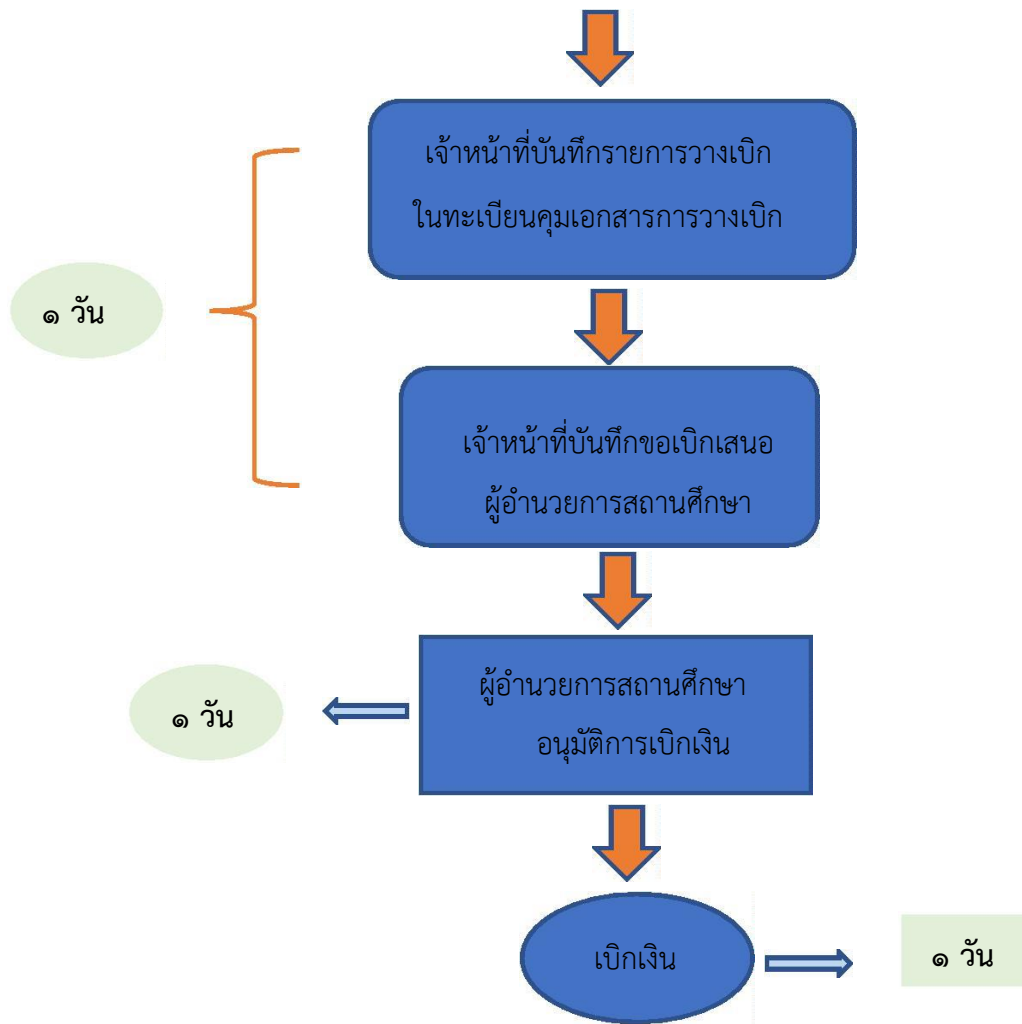 เจ้าหน้าที่บันทึกรายการวางเบิก
ในทะเบียนคุมเอกสารการวางเบิก
๑ วัน
เจ้าหน้าที่บันทึกขอเบิกเสนอ
ผู้อำนวยการสถานศึกษา
ผู้อำนวยการสถานศึกษา
อนุมัติการเบิกเงิน
๑ วัน
เบิกเงิน
๑ วัน